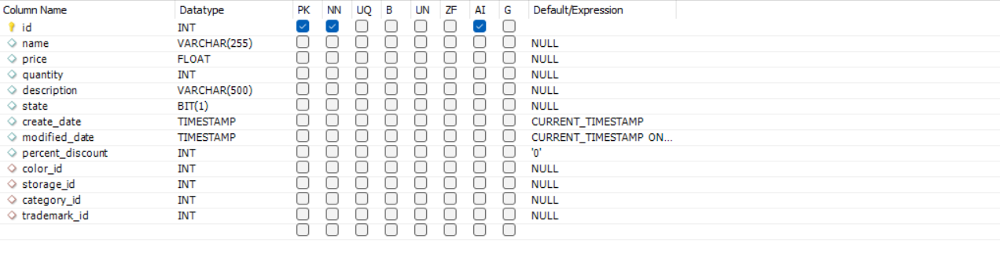 Column Name Datatype PK NN UQ B UN ZF AI G Default/Expression
id INT
name VARCHAR(255) NULL
price FLOAT NULL
quantity INT NULL
description VARCHAR(500) NULL
state BIT(1) NULL
create_date TIMESTAMP CURRENT_TIMESTAMP
modified_date TIMESTAMP CURRENT_TIMESTAMP ON...
percent_discount INT '0'
color_id INT NULL
storage_id INT NULL
category_id INT NULL
trademark_id INT NULL